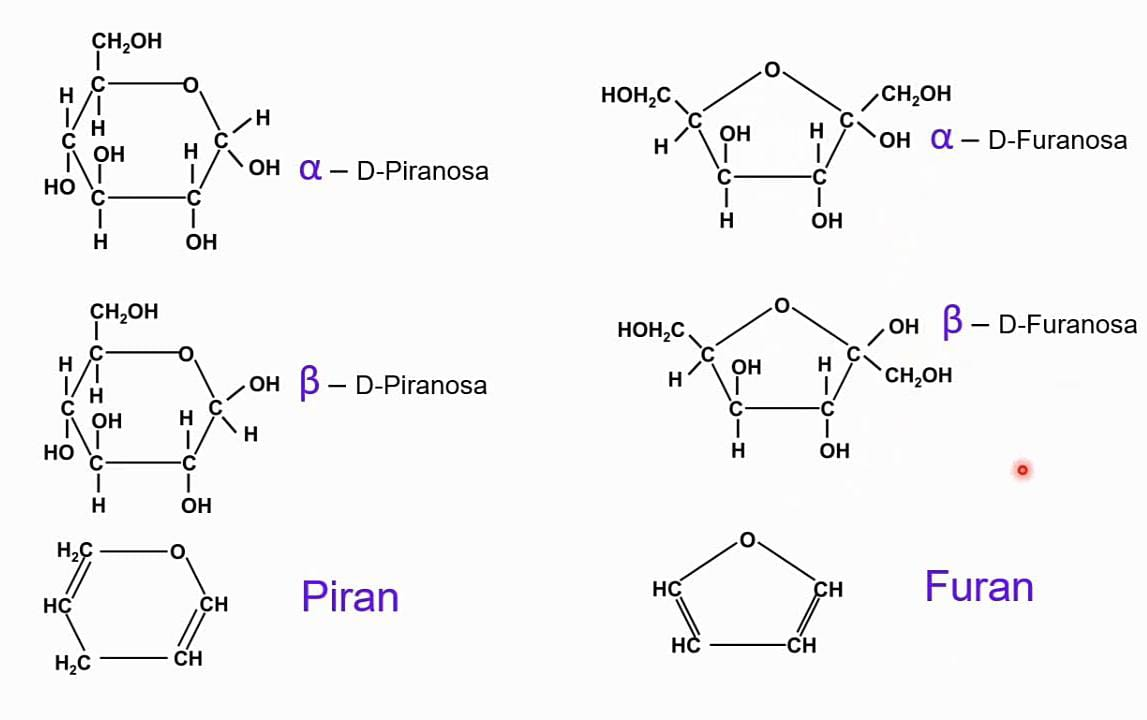 CH₂OH
C O
H H
H
C C
OH H OH
HO
C C
H OH
α – D-Piranosa
O
HOH₂C CH₂OH
C C
H OH H OH
C C
H OH
α – D-Furanosa
CH₂OH
C O
H OH
H
C C
OH H H
HO
C C
H OH
β – D-Piranosa
O
HOH₂C OH
C C
H OH H CH₂OH
C C
H OH
β – D-Furanosa
H₂C O
HC CH
H₂C CH
Piran
O
HC CH
HC CH
Furan